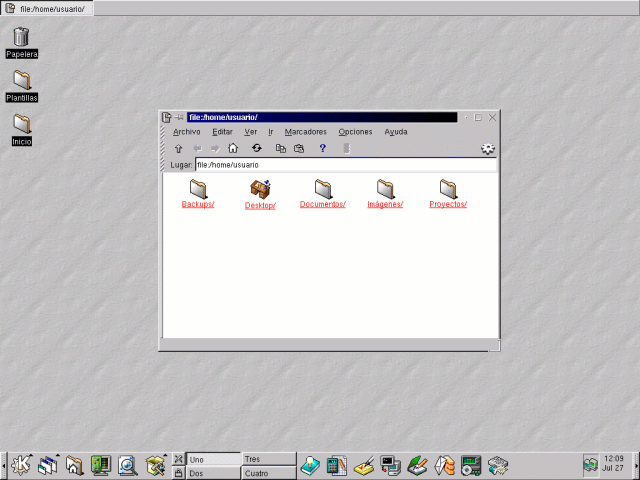 file:/home/usuario/
Papelera
Plantillas
Inicio
file:/home/usuario/
Archivo Editar Ver Ir Marcadores Opciones Ayuda
Lugar: file:/home/usuario
Backups/ Desktop/ Documentos/ Imágenes/ Proyectos/
Uno Tres
Dos Cuatro
12:09
Jul 27